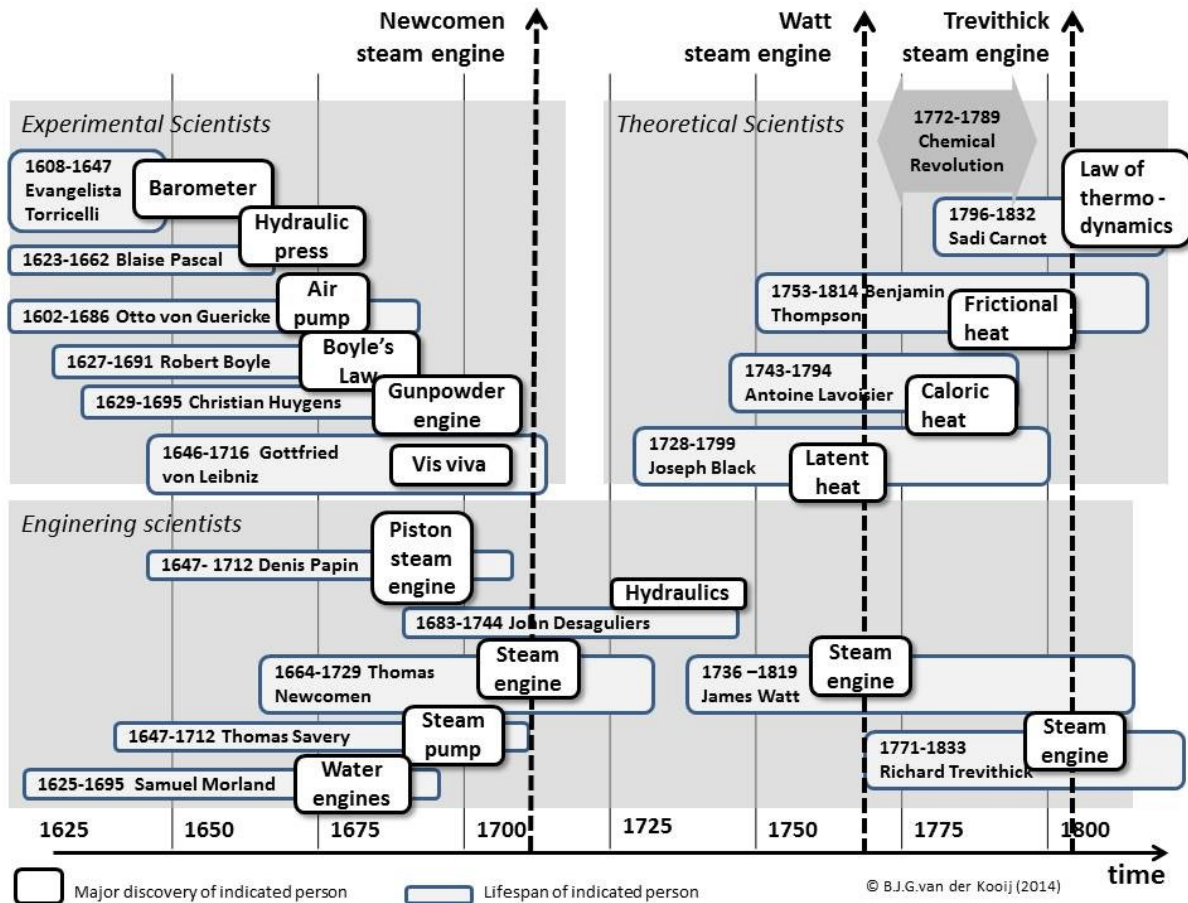 Newcomen
steam engine
Watt
steam engine
Trevithick
steam engine
Experimental Scientists
1608-1647
Evangelista
Torricelli
Barometer
Hydraulic
press
1623-1662 Blaise Pascal
Air
pump
1602-1686 Otto von Guericke
Boyle's
Law
1627-1691 Robert Boyle
Gunpowder
engine
1629-1695 Christian Huygens
1646-1716 Gottfried
von Leibniz
Vis viva
Theoretical Scientists
1772-1789
Chemical
Revolution
Law of
thermo -
dynamics
1796-1832
Sadi Carnot
1753-1814 Benjamin
Thompson
Frictional
heat
1743-1794
Antoine Lavoisier
Caloric
heat
1728-1799
Joseph Black
Latent
heat
Enginering scientists
Piston
steam
engine
1647- 1712 Denis Papin
Hydraulics
1683-1744 John Desaguliers
1664-1729 Thomas
Newcomen
Steam
engine
1736 –1819
James Watt
Steam
engine
1647-1712 Thomas Savery
Steam
pump
1771-1833
Richard Trevithick
Steam
engine
1625-1695 Samuel Morland
Water
engines
1625 1650 1675 1700 1725 1750 1775 1800
time
Major discovery of indicated person
Lifespan of indicated person
© B.J.G.van der Kooij (2014)